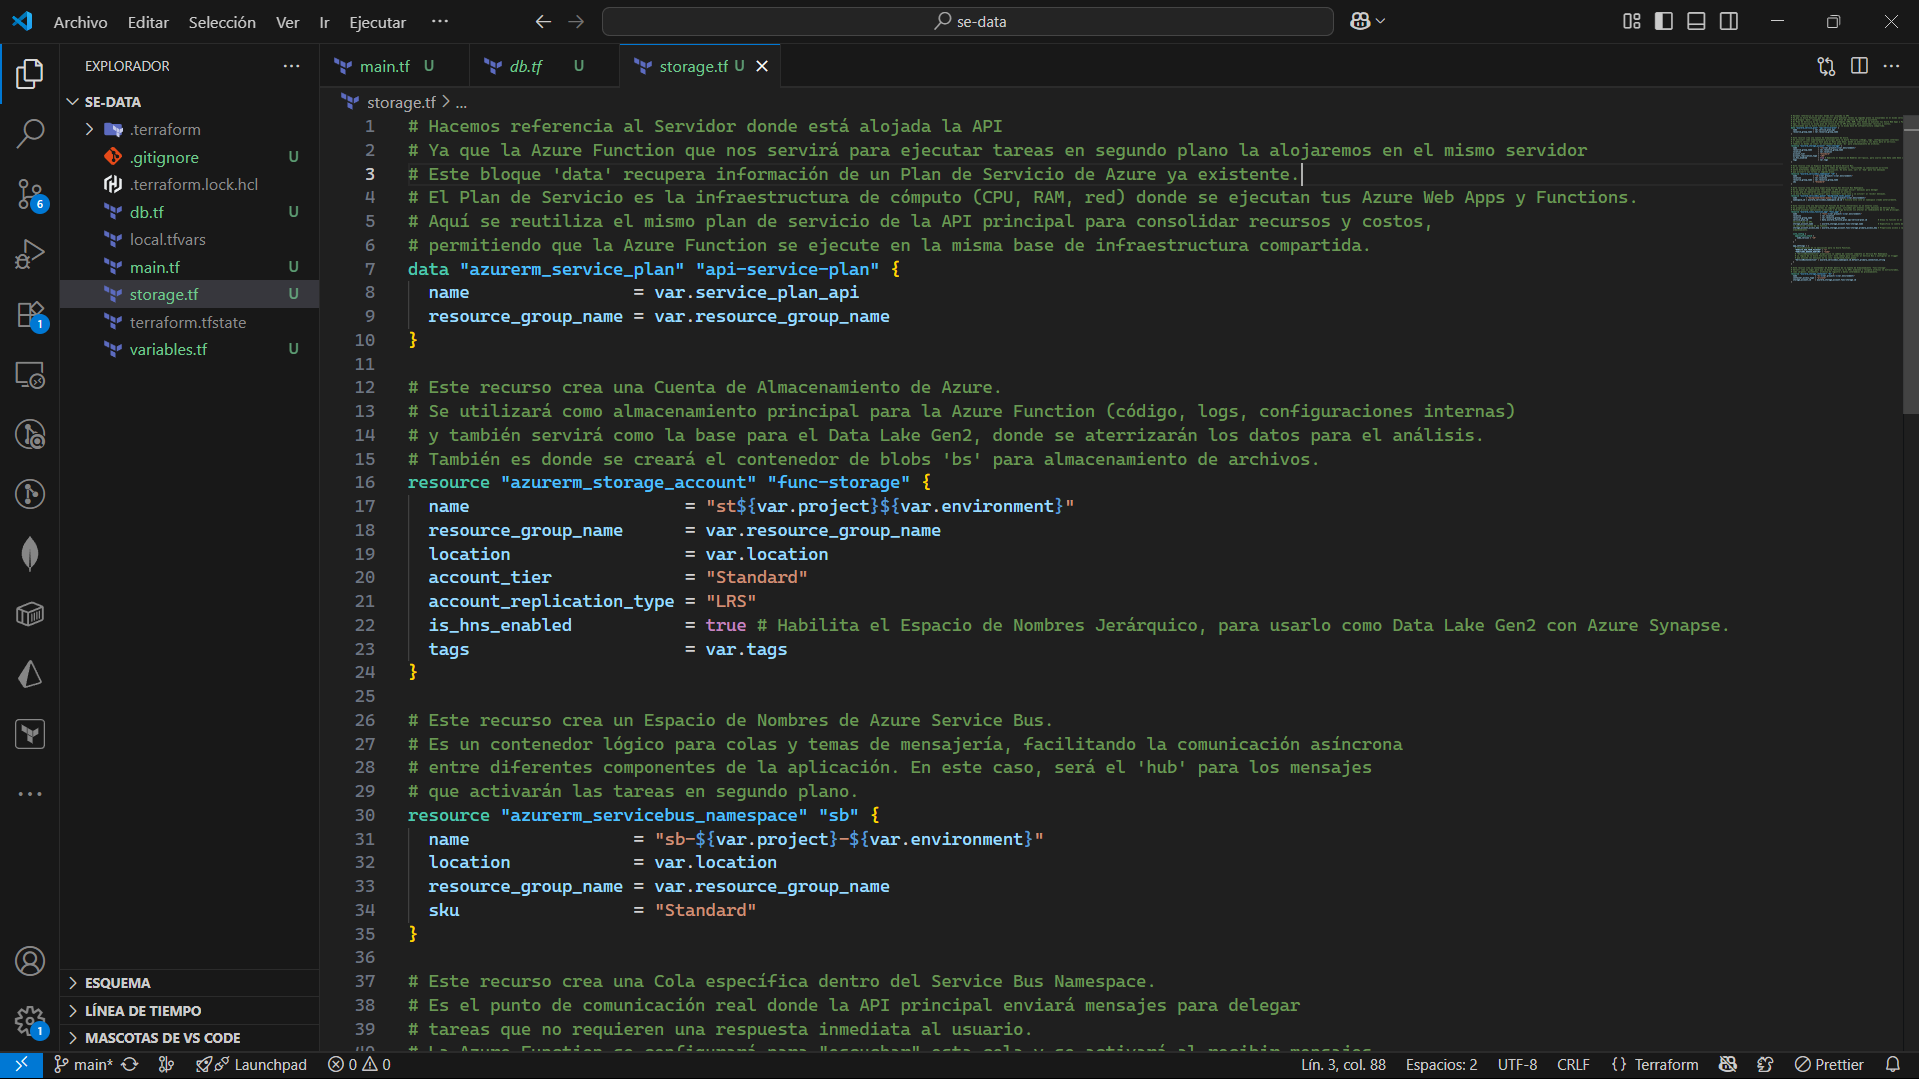 Archivo Editar Selección Ver Ir Ejecutar ···
se-data
EXPLORADOR ···
SE-DATA
.terraform
.gitignore U
.terraform.lock.hcl
db.tf U
local.tfvars
main.tf U
storage.tf U
terraform.tfstate
variables.tf U
ESQUEMA
LÍNEA DE TIEMPO
MASCOTAS DE VS CODE
6
1
1
main.tf U
db.tf U
storage.tf U
storage.tf > ...
1 # Hacemos referencia al Servidor donde está alojada la API
2 # Ya que la Azure Function que nos servirá para ejecutar tareas en segundo plano la alojaremos en el mismo servidor
3 # Este bloque 'data' recupera información de un Plan de Servicio de Azure ya existente.
4 # El Plan de Servicio es la infraestructura de cómputo (CPU, RAM, red) donde se ejecutan tus Azure Web Apps y Functions.
5 # Aquí se reutiliza el mismo plan de servicio de la API principal para consolidar recursos y costos,
6 # permitiendo que la Azure Function se ejecute en la misma base de infraestructura compartida.
7 data "azurerm_service_plan" "api-service-plan" {
8 name = var.service_plan_api
9 resource_group_name = var.resource_group_name
10 }
11
12 # Este recurso crea una Cuenta de Almacenamiento de Azure.
13 # Se utilizará como almacenamiento principal para la Azure Function (código, logs, configuraciones internas)
14 # y también servirá como la base para el Data Lake Gen2, donde se aterrizarán los datos para el análisis.
15 # También es donde se creará el contenedor de blobs 'bs' para almacenamiento de archivos.
16 resource "azurerm_storage_account" "func-storage" {
17 name = "st${var.project}${var.environment}"
18 resource_group_name = var.resource_group_name
19 location = var.location
20 account_tier = "Standard"
21 account_replication_type = "LRS"
22 is_hns_enabled = true # Habilita el Espacio de Nombres Jerárquico, para usarlo como Data Lake Gen2 con Azure Synapse.
23 tags = var.tags
24 }
25
26 # Este recurso crea un Espacio de Nombres de Azure Service Bus.
27 # Es un contenedor lógico para colas y temas de mensajería, facilitando la comunicación asíncrona
28 # entre diferentes componentes de la aplicación. En este caso, será el 'hub' para los mensajes
29 # que activarán las tareas en segundo plano.
30 resource "azurerm_servicebus_namespace" "sb" {
31 name = "sb-${var.project}-${var.environment}"
32 location = var.location
33 resource_group_name = var.resource_group_name
34 sku = "Standard"
35 }
36
37 # Este recurso crea una Cola específica dentro del Service Bus Namespace.
38 # Es el punto de comunicación real donde la API principal enviará mensajes para delegar
39 # tareas que no requieren una respuesta inmediata al usuario.
40 # La Azure Function se configurará para "escuchar" esta cola y se activará al recibir mensajes
main* Launchpad 0 0 Lín. 3, col. 88 Espacios: 2 UTF-8 CRLF {} Terraform Prettier